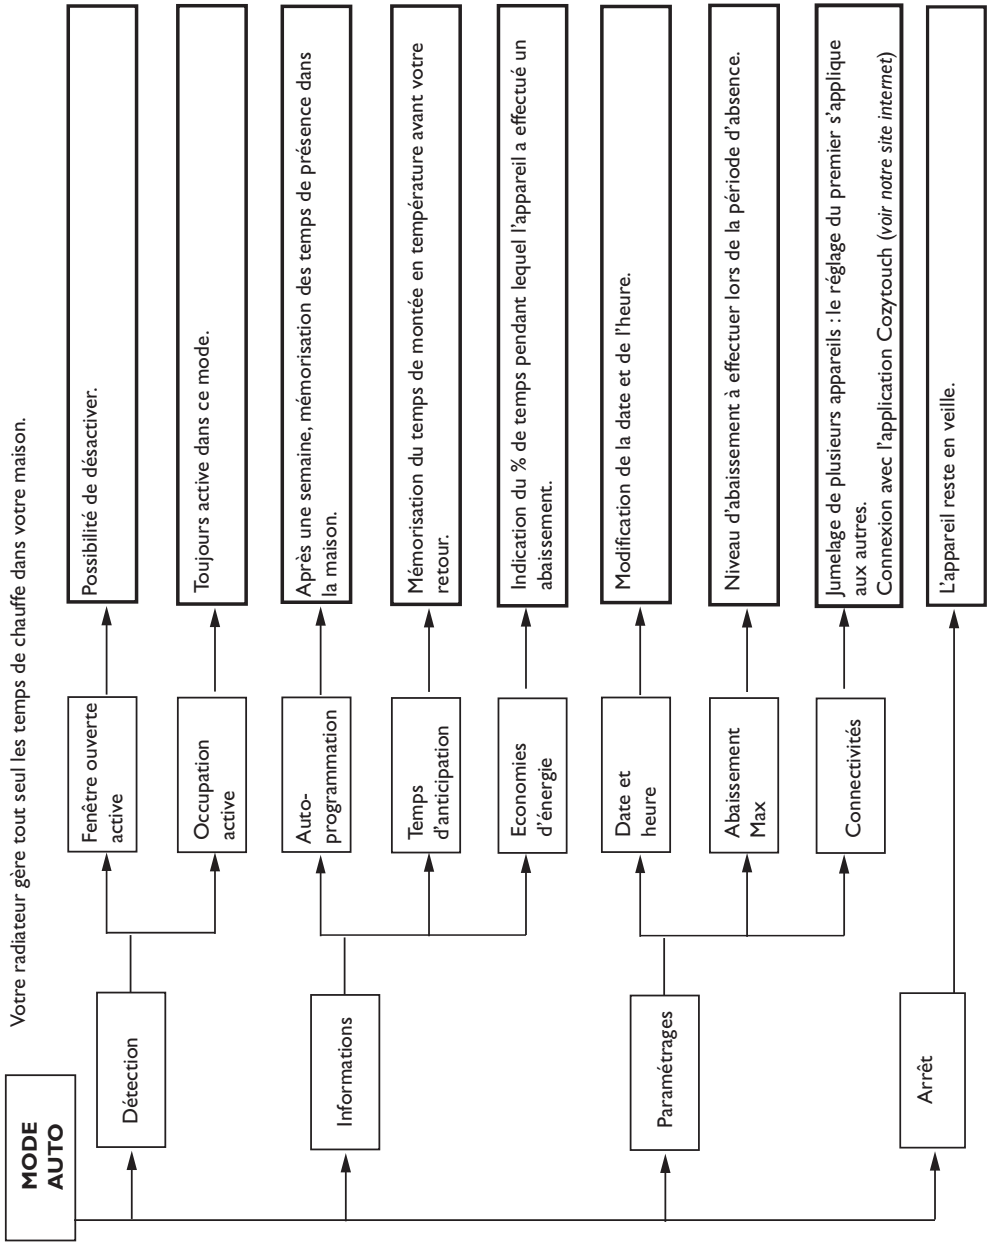 MODE
AUTO
Votre radiateur gère tout seul les temps de chauffe dans votre maison.
Détection
Fenêtre ouverte
active
Possibilité de désactiver.
Occupation
active
Toujours active dans ce mode.
Informations
Auto-
programmation
Après une semaine, mémorisation des temps de présence dans
la maison.
Temps
d'anticipation
Mémorisation du temps de montée en température avant votre
retour.
Economies
d'énergie
Indication du % de temps pendant lequel l'appareil a effectué un
abaissement.
Paramétrages
Date et
heure
Modification de la date et de l'heure.
Abaissement
Max
Niveau d'abaissement à effectuer lors de la période d'absence.
Connectivités
Jumelage de plusieurs appareils : le réglage du premier s'applique
aux autres.
Connexion avec l'application Cozytouch (voir notre site internet)
Arrêt
L'appareil reste en veille.